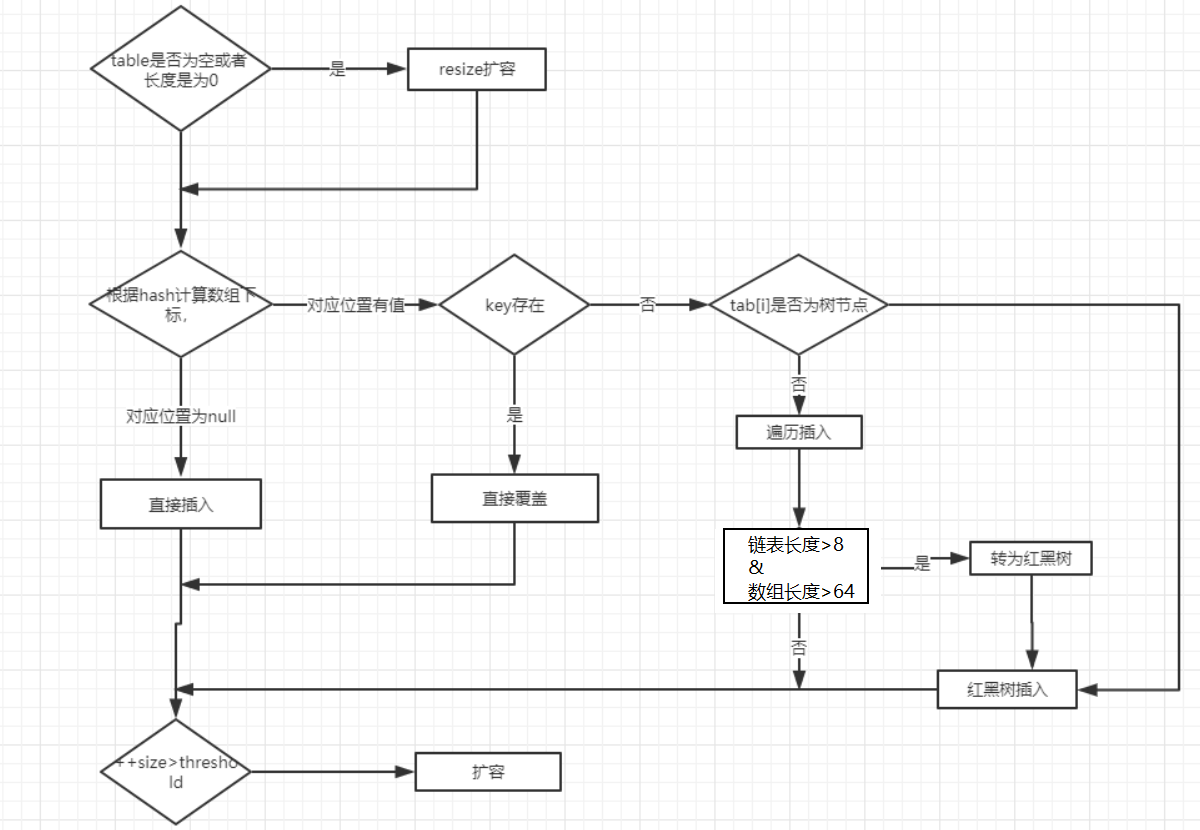 table是否为空或者
长度是为0
是
resize扩容
根据hash计算数组下
标，
对应位置有值
key存在
否
tab[i]是否为树节点
对应位置为null
是
否
遍历插入
直接插入
直接覆盖
链表长度>8
&
数组长度>64
是
转为红黑树
否
红黑树插入
++size>thresho
ld
扩容